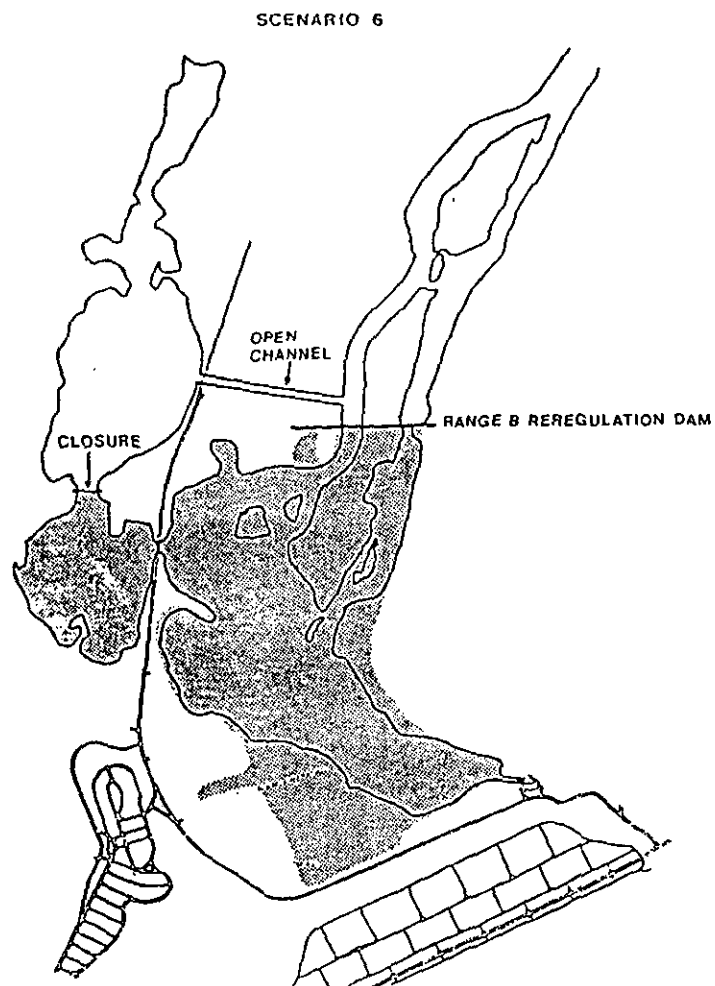 SCENARIO 6
OPEN
CHANNEL
RANGE B REREGULATION DAM
CLOSURE